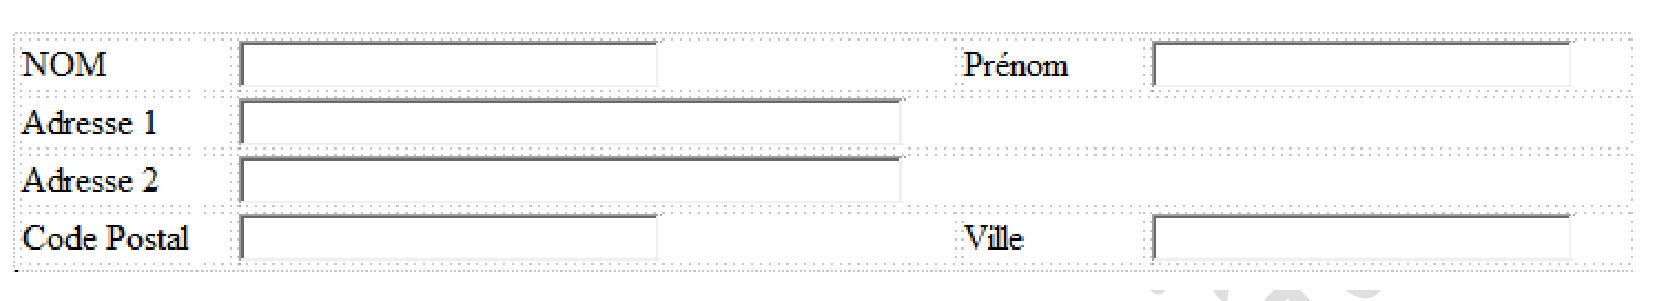 NOM Prénom
Adresse 1
Adresse 2
Code Postal Ville